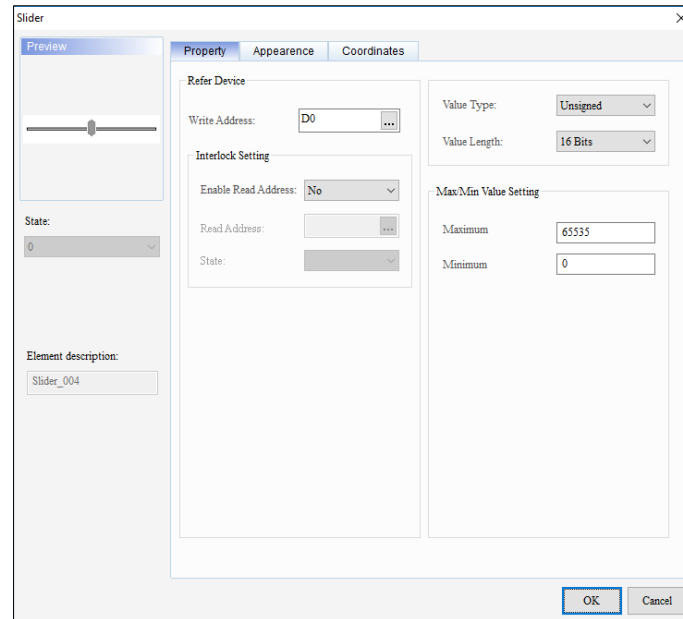 Slider
Preview
State:
0
Element description:
Slider_004
Property
Appearence
Coordinates
Refer Device
Write Address:
D0
...
Interlock Setting
Enable Read Address:
No
Read Address:
...
State:
Value Type:
Unsigned
Value Length:
16 Bits
Max/Min Value Setting
Maximum
65535
Minimum
0
OK
Cancel